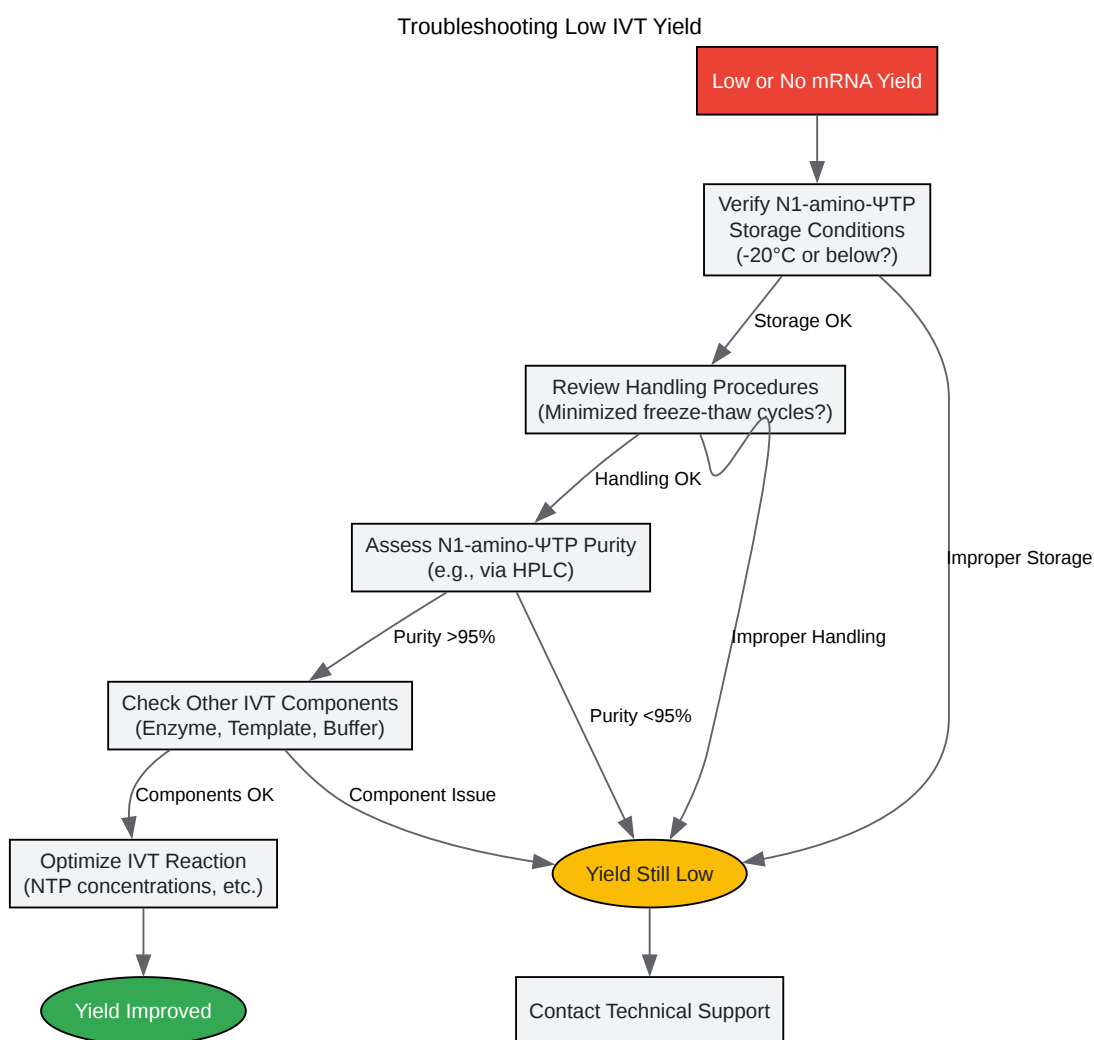 Troubleshooting Low IVT Yield
Low or No mRNA Yield
Verify N1-amino-ΨTP
Storage Conditions
(-20°C or below?)
Storage OK
Review Handling Procedures
(Minimized freeze-thaw cycles?)
Handling OK
Assess N1-amino-ΨTP Purity
(e.g., via HPLC)
Improper Storage
Purity >95%
Improper Handling
Check Other IVT Components
(Enzyme, Template, Buffer)
Purity <95%
Components OK
Component Issue
Optimize IVT Reaction
(NTP concentrations, etc.)
Yield Still Low
Yield Improved
Contact Technical Support